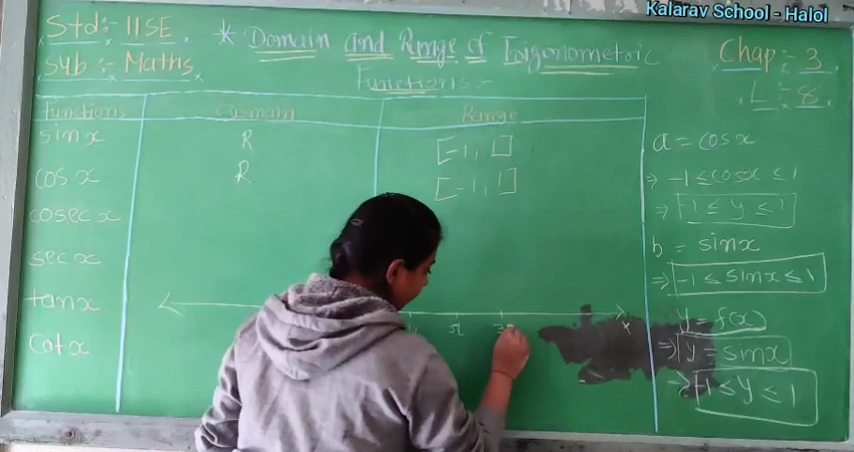 Kalarav School - Halol
Std:- 11SE
Sub:- Maths
* Domain and Range of Trigonometric
Functions:-
Chap:- 3
L:- 8
Functions Domain Range
sin x R [-1, 1]
cos x R [-1, 1]
cosec x
sec x
tan x
cot x
x
a = cos x
⇒ -1 ≤ cos x ≤ 1
⇒ -1 ≤ y ≤ 1
b = sin x
⇒ -1 ≤ sin x ≤ 1
y = f(x)
⇒ y = sin x
⇒ -1 ≤ y ≤ 1